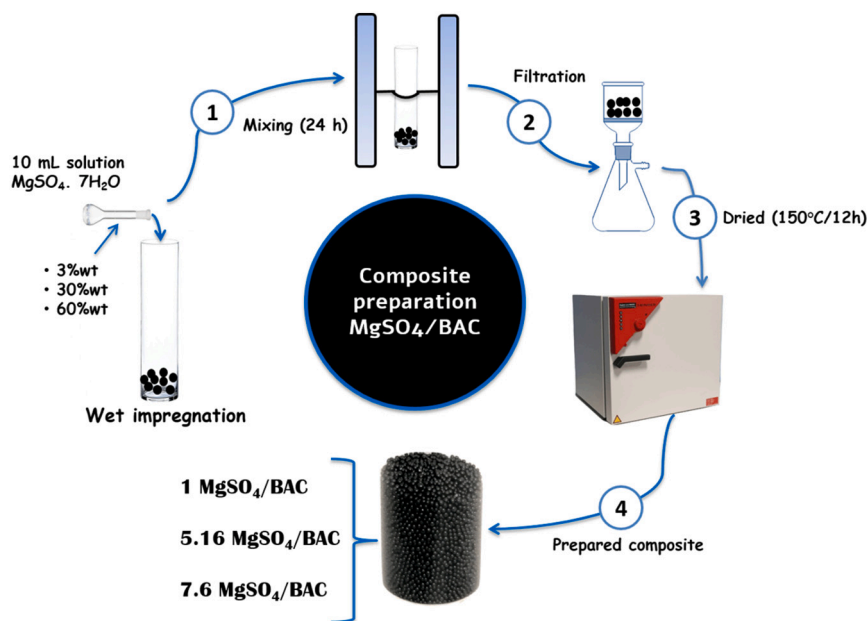 10 mL solution
MgSO₄. 7H₂O
• 3%wt
• 30%wt
• 60%wt
Wet impregnation
1
Mixing (24 h)
Filtration
2
3
Dried (150°C/12h)
Composite
preparation
MgSO4/BAC
4
Prepared composite
1 MgSO₄/BAC
5.16 MgSO₄/BAC
7.6 MgSO₄/BAC